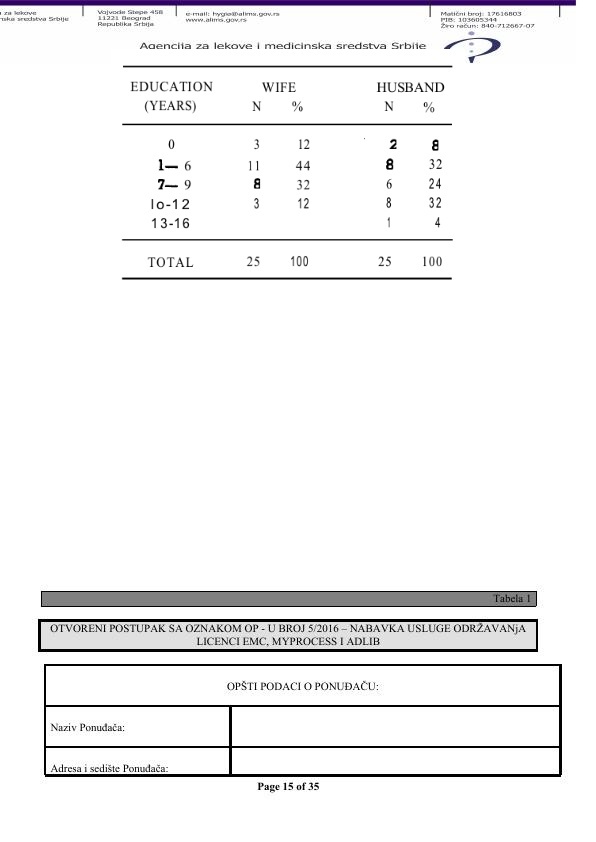 a za lekove
nska sredstva Srbije
Vojvode Stepe 458
11221 Beograd
Republika Srbija
e-mail: hygia@alims.gov.rs
www.alims.gov.rs
Matični broj: 17616803
PIB: 103605344
Žiro račun: 840-712667-07
Agencija za lekove i medicinska sredstva Srbije
EDUCATION WIFE HUSBAND
(YEARS) N % N %
0 3 12 2 8
1— 6 11 44 8 32
7— 9 8 32 6 24
lo-12 3 12 8 32
13-16 1 4
TOTAL 25 100 25 100
Tabela 1
OTVORENI POSTUPAK SA OZNAKOM OP - U BROJ 5/2016 – NABAVKA USLUGE ODRŽAVANjA
LICENCI EMC, MYPROCESS I ADLIB
OPŠTI PODACI O PONUĐAČU:
Naziv Ponuđača:
Adresa i sedište Ponuđača:
Page 15 of 35